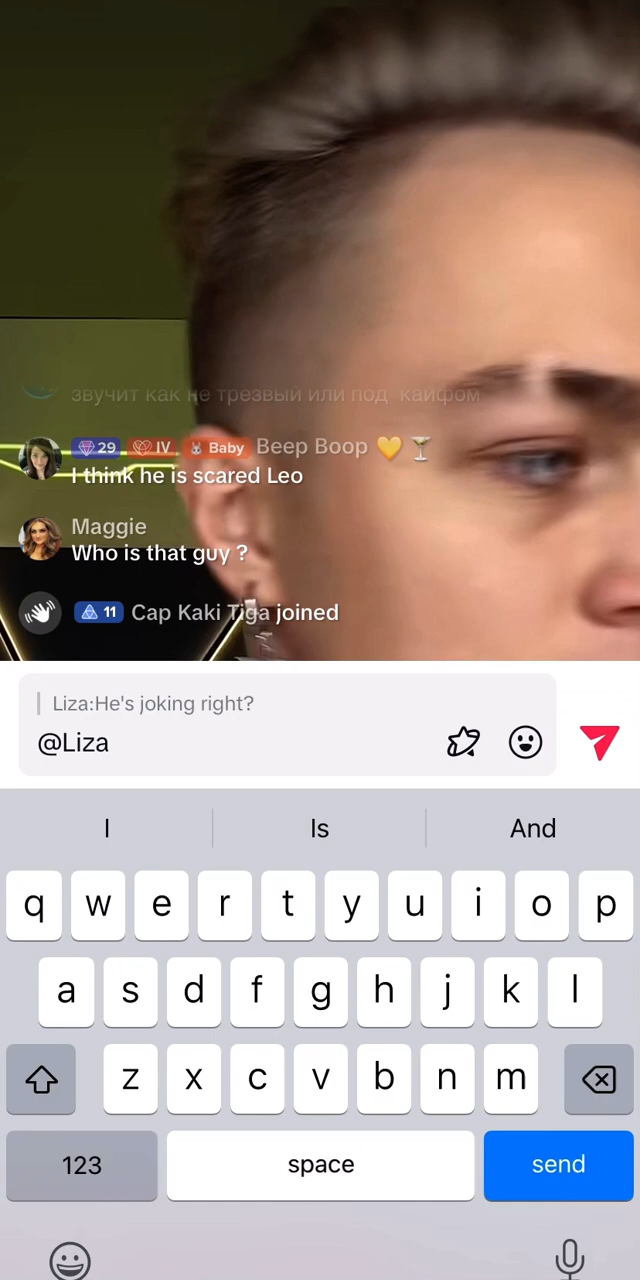 звучит как не трезвый или под кайфом
29 IV Baby Beep Boop 💛🍸
I think he is scared Leo
Maggie
Who is that guy ?
11 Cap Kaki Tiga joined
Liza:He's joking right?
@Liza
I Is And
q w e r t y u i o p
a s d f g h j k l
z x c v b n m
123 space send